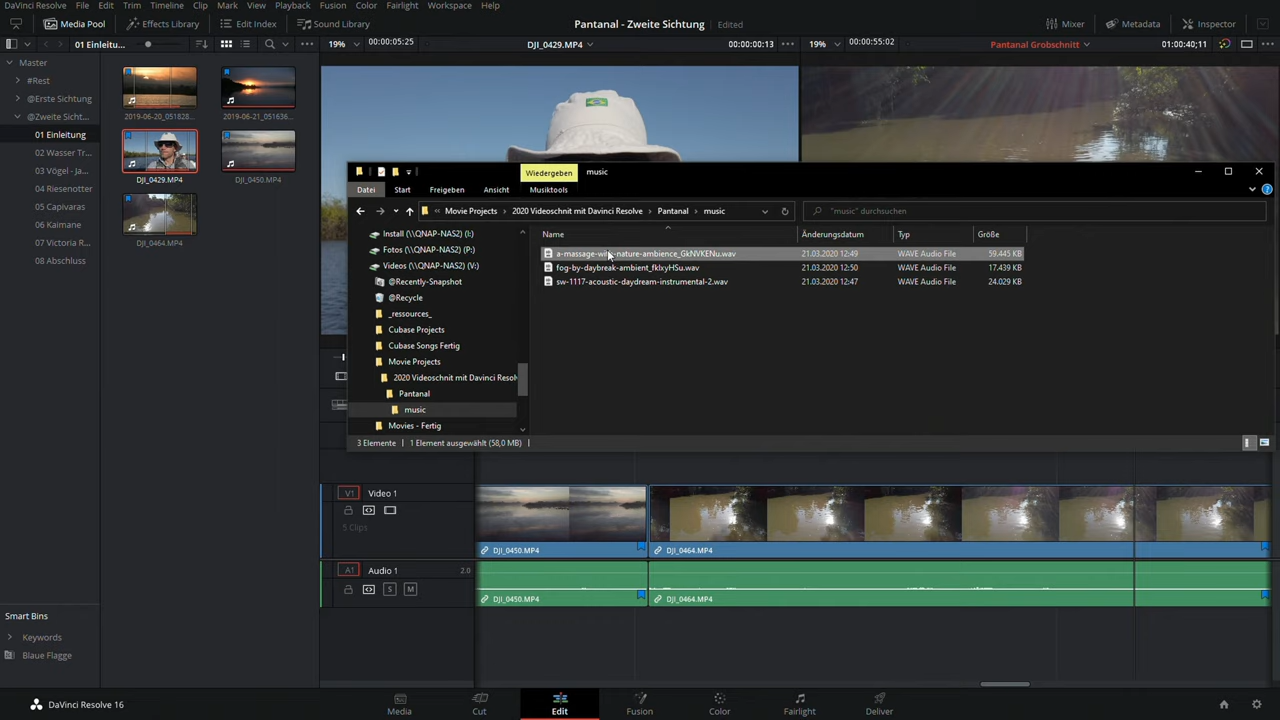 DaVinci Resolve File Edit Trim Timeline Clip Mark View Playback Fusion Color Fairlight Workspace Help
Media Pool Effects Library Edit Index Sound Library Pantanal - Zweite Sichtung Edited Mixer Metadata Inspector
01 Einleitu... 19% 00:00:05:25 DJI_0429.MP4 00:00:00:13 19% 00:00:55:02 Pantanal Grobschnitt 01:00:40;11
Master
#Rest
@Erste Sichtung
@Zweite Sicht...
01 Einleitung
02 Wasser Tr...
03 Vögel - Ja...
04 Riesenotter
05 Capivaras
06 Kaimane
07 Victoria R...
08 Abschluss
2019-06-20_051828...
2019-06-21_051636...
DJI_0429.MP4
DJI_0450.MP4
DJI_0464.MP4
Wiedergeben music
Datei Start Freigeben Ansicht Musiktools
« Movie Projects › 2020 Videoschnit mit Davinci Resolve › Pantanal › music "music" durchsuchen
Install (\\QNAP-NAS2) (I:)
Fotos (\\QNAP-NAS2) (P:)
Videos (\\QNAP-NAS2) (V:)
@Recently-Snapshot
@Recycle
_ressources_
Cubase Projects
Cubase Songs Fertig
Movie Projects
2020 Videoschnit mit Davinci Resolv
Pantanal
music
Movies - Fertig
Name Änderungsdatum Typ Größe
a-massage-with-nature-ambience_GkNVKENu.wav 21.03.2020 12:49 WAVE Audio File 59.445 KB
fog-by-daybreak-ambient_fkIxyHSu.wav 21.03.2020 12:50 WAVE Audio File 17.439 KB
sw-1117-acoustic-daydream-instrumental-2.wav 21.03.2020 12:47 WAVE Audio File 24.029 KB
3 Elemente 1 Element ausgewählt (58,0 MB)
V1 Video 1
5 Clips
DJI_0450.MP4 DJI_0464.MP4
A1 Audio 1 2.0
S M
DJI_0450.MP4 DJI_0464.MP4
Smart Bins
Keywords
Blaue Flagge
DaVinci Resolve 16
Media Cut Edit Fusion Color Fairlight Deliver